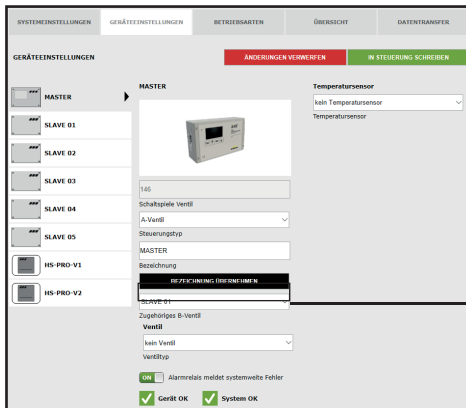 SYSTEMEINSTELLUNGEN
GERÄTEEINSTELLUNGEN
BETRIEBSARTEN
ÜBERSICHT
DATENTRANSFER
GERÄTEEINSTELLUNGEN
ÄNDERUNGEN VERWERFEN
IN STEUERUNG SCHREIBEN
MASTER
SLAVE 01
SLAVE 02
SLAVE 03
SLAVE 04
SLAVE 05
HS-PRO-V1
HS-PRO-V2
MASTER
146
Schaltspiele Ventil
A-Ventil
Steuerungstyp
MASTER
Bezeichnung
BEZEICHNUNG ÜBERNEHMEN
SLAVE 01
Zugehöriges B-Ventil
Ventil
kein Ventil
Ventiltyp
ON Alarmrelais meldet systemweite Fehler
Gerät OK System OK
Temperatursensor
kein Temperatursensor
Temperatursensor